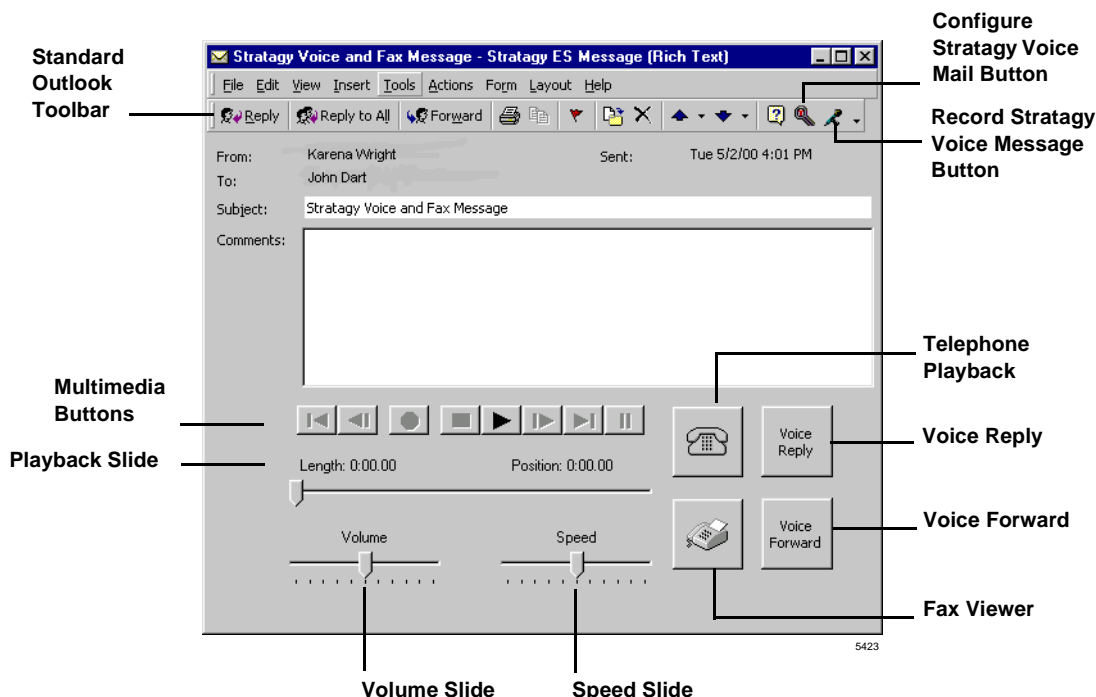 Configure
Stratagy Voice
Mail Button
Standard
Outlook
Toolbar
Stratagy Voice and Fax Message - Stratagy ES Message (Rich Text)
File Edit View Insert Tools Actions Form Layout Help
Reply Reply to All Forward
Record Stratagy
Voice Message
Button
From: Karena Wright Sent: Tue 5/2/00 4:01 PM
To: John Dart
Subject: Stratagy Voice and Fax Message
Comments:
Telephone
Playback
Multimedia
Buttons
Voice
Reply
Voice Reply
Playback Slide
Length: 0:00.00 Position: 0:00.00
Volume Speed
Voice
Forward
Voice Forward
Fax Viewer
5423
Volume Slide Speed Slide